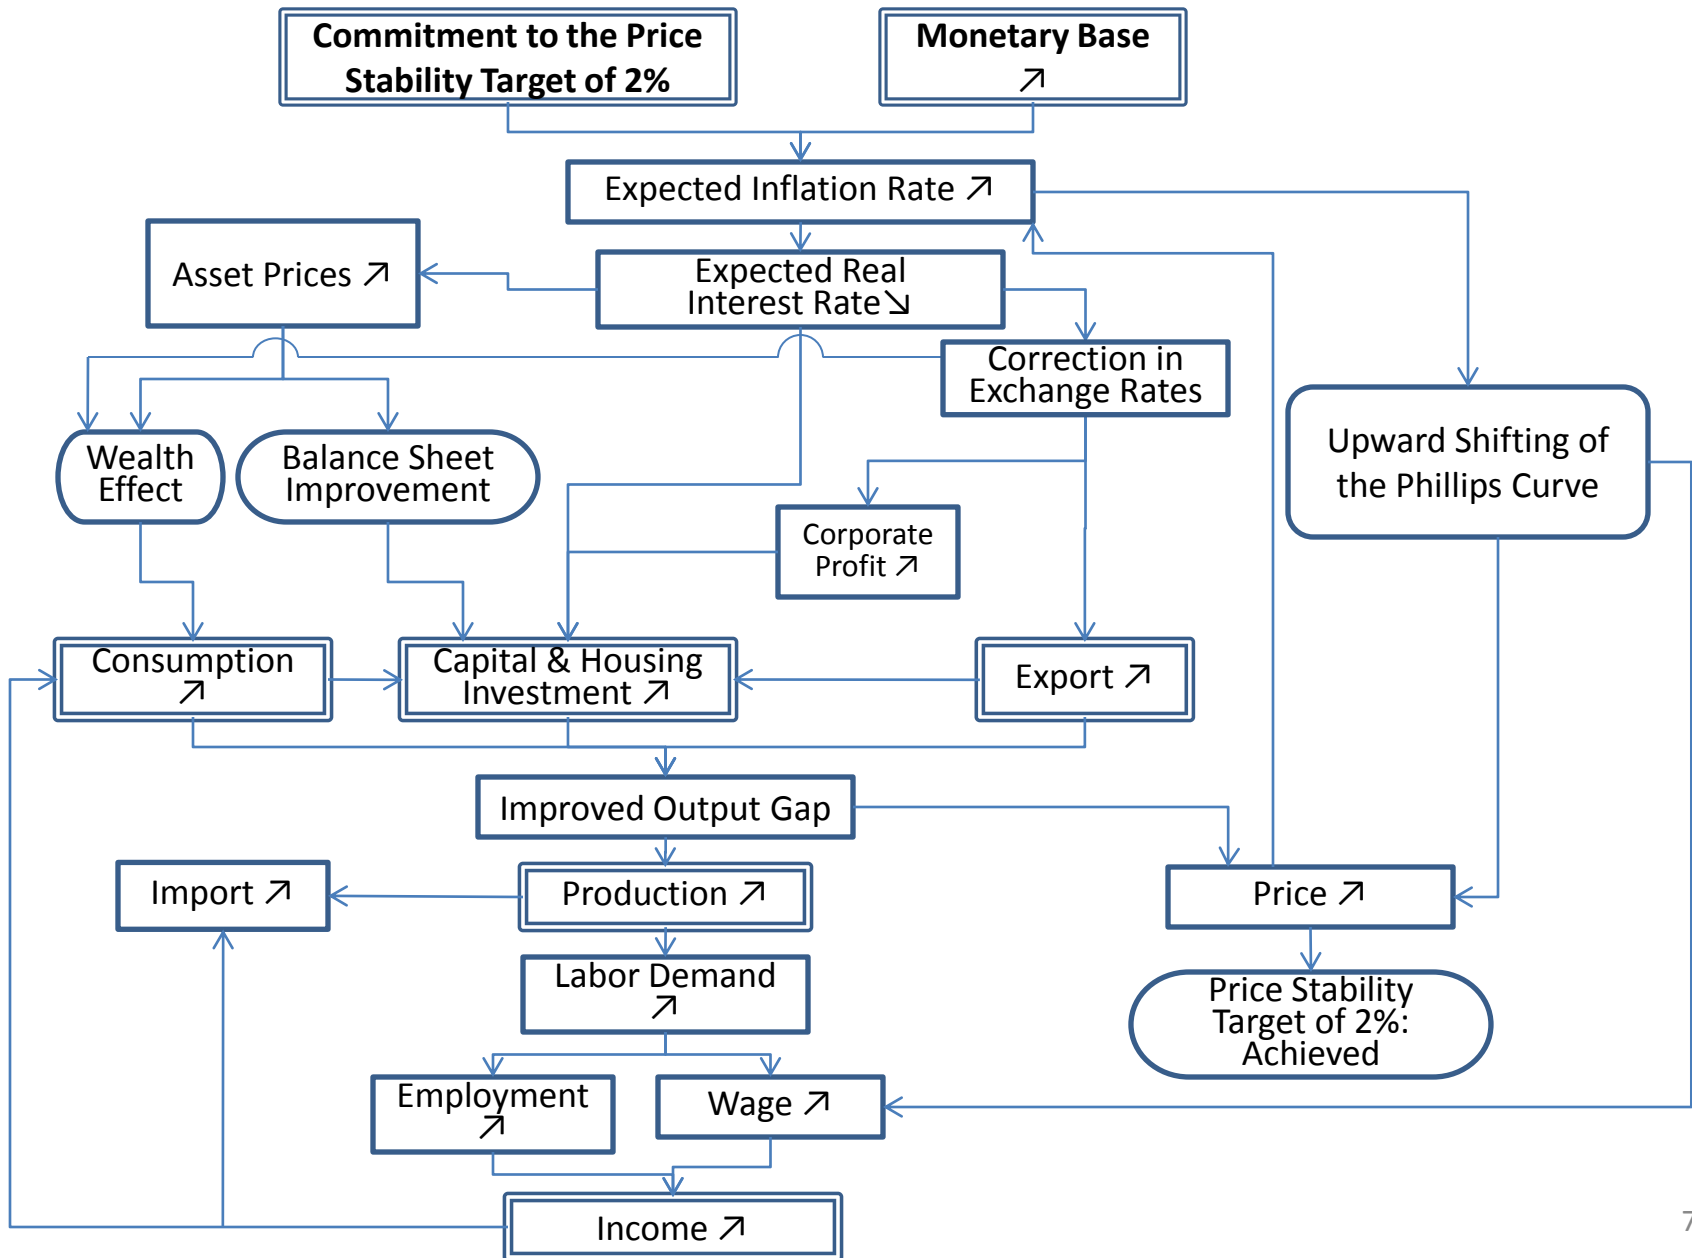 Commitment to the Price
Stability Target of 2%
Monetary Base
↗
Expected Inflation Rate ↗
Asset Prices ↗
Expected Real
Interest Rate↘
Correction in
Exchange Rates
Wealth
Effect
Balance Sheet
Improvement
Upward Shifting of
the Phillips Curve
Corporate
Profit ↗
Consumption
↗
Capital & Housing
Investment ↗
Export ↗
Improved Output Gap
Import ↗
Production ↗
Price ↗
Labor Demand
↗
Price Stability
Target of 2%:
Achieved
Employment
↗
Wage ↗
Income ↗
7